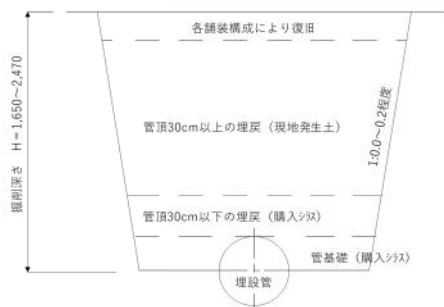 各舗装構成により復旧
掘削深さ H=1,650～2,470
管頂30cm以上の埋戻（現地発生土）
1:0.0～0.2程度
管頂30cm以下の埋戻（購入ｼﾗｽ）
管基礎（購入ｼﾗｽ）
埋設管